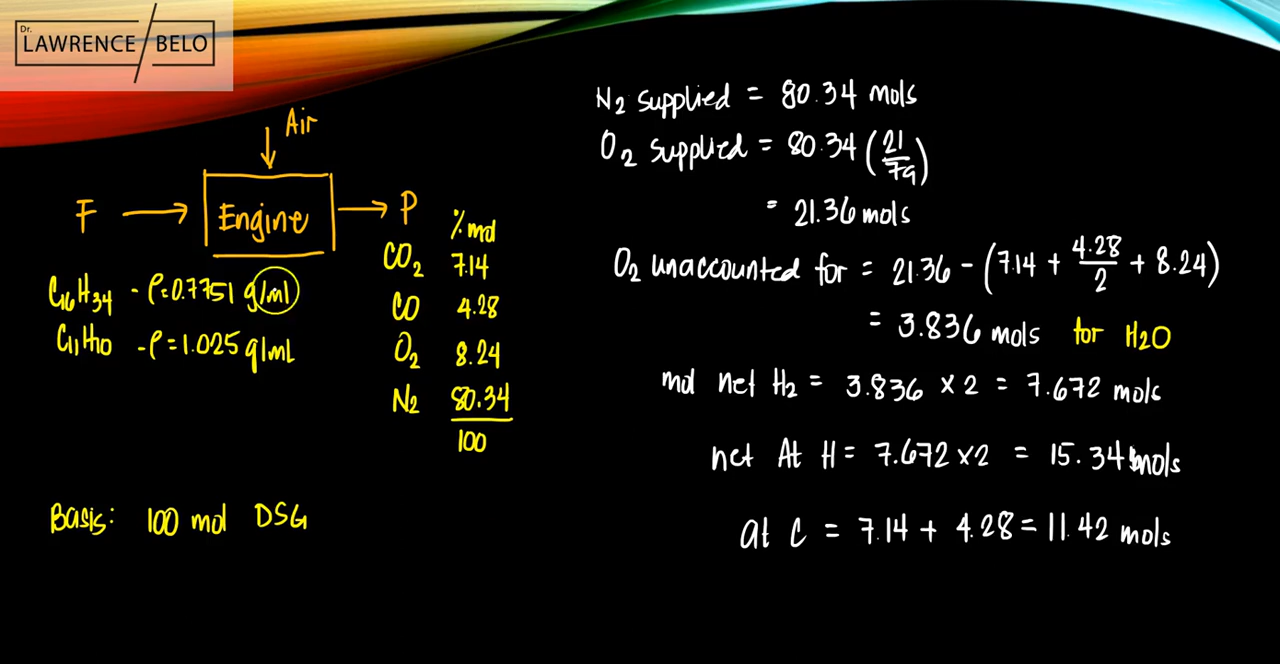 Dr.
LAWRENCE / BELO
Air
F → Engine → P
% mol
CO₂ 7.14
CO 4.28
O₂ 8.24
N₂ 80.34
100
C₁₆H₃₄ - ρ=0.7751 g/ml
C₁₁H₁₀ - ρ=1.025 g/mL
Basis: 100 mol DSG
N₂ supplied = 80.34 mols
O₂ supplied = 80.34 (21/79)
= 21.36 mols
O₂ unaccounted for = 21.36 - (7.14 + 4.28/2 + 8.24)
= 3.836 mols for H₂O
mol net H₂ = 3.836 × 2 = 7.672 mols
net At H = 7.672 × 2 = 15.34 mols
at C = 7.14 + 4.28 = 11.42 mols